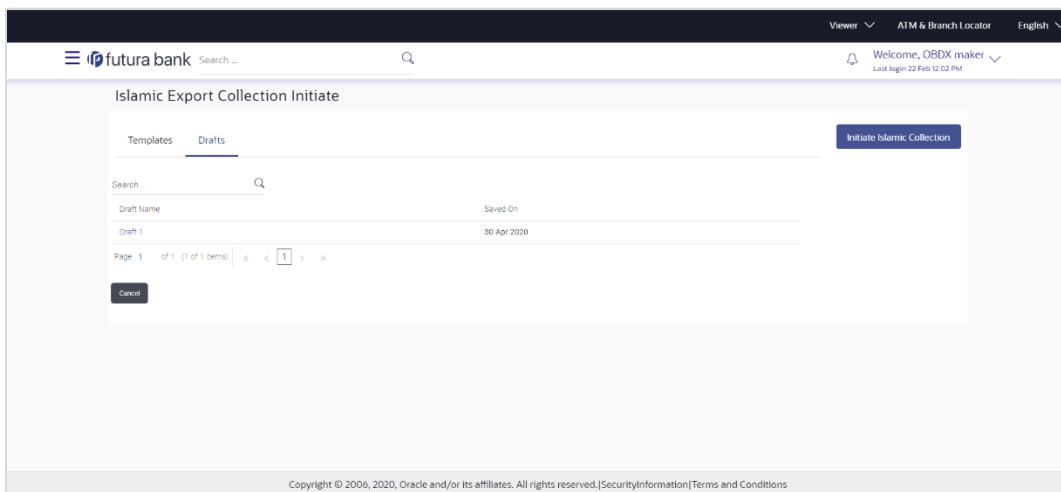 Viewer ATM & Branch Locator English
futura bank Search ... Welcome, OBDX maker
Last login 22 Feb 12:02 PM
Islamic Export Collection Initiate
Templates Drafts Initiate Islamic Collection
Search...
Draft Name Saved On
Draft 1 30 Apr 2020
Page 1 of 1 (1 of 1 items) 1
Cancel
Copyright © 2006, 2020, Oracle and/or its affiliates. All rights reserved.|SecurityInformation|Terms and Conditions